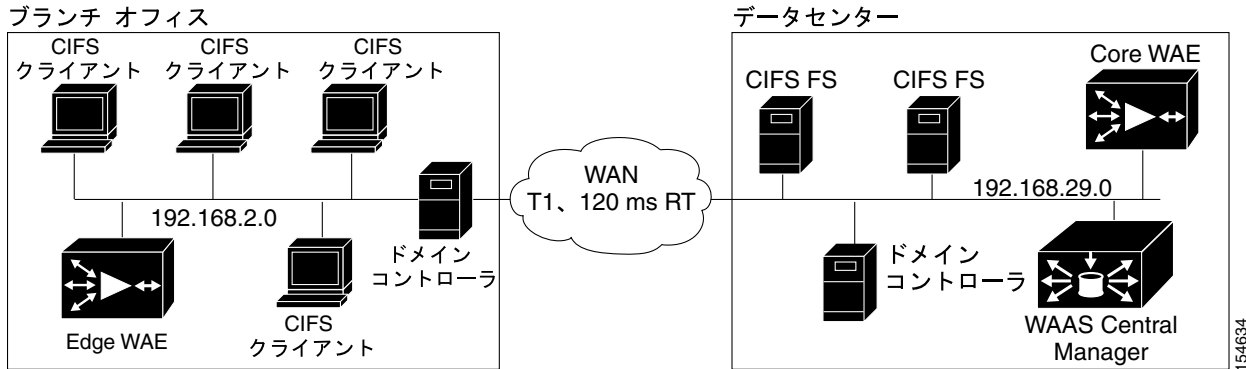 ブランチ オフィス
CIFS
クライアント
CIFS
クライアント
CIFS
クライアント
192.168.2.0
Edge WAE
CIFS
クライアント
ドメイン
コントローラ
WAN
T1、120 ms RT
データセンター
CIFS FS
CIFS FS
Core WAE
192.168.29.0
ドメイン
コントローラ
WAAS Central
Manager
154634